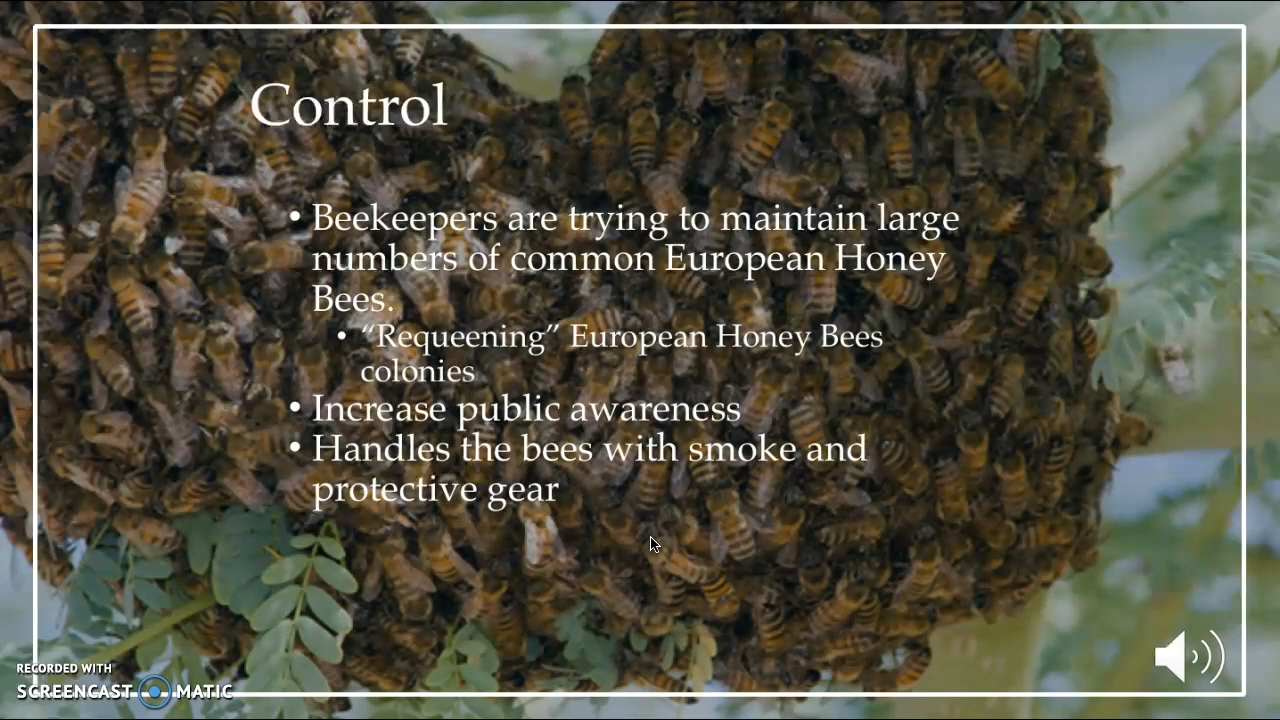 Control
• Beekeepers are trying to maintain large
numbers of common European Honey
Bees.
• “Requeening” European Honey Bees
colonies
• Increase public awareness
• Handles the bees with smoke and
protective gear
RECORDED WITH
SCREENCAST MATIC